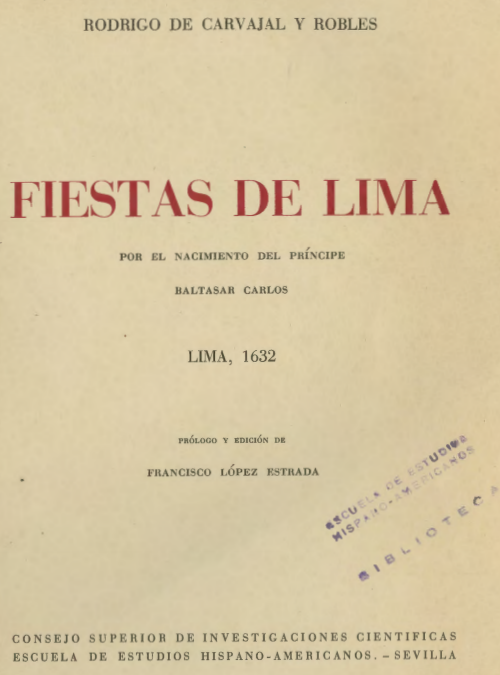 RODRIGO DE CARVAJAL Y ROBLES
FIESTAS DE LIMA
POR EL NACIMIENTO DEL PRÍNCIPE
BALTASAR CARLOS
LIMA, 1632
PRÓLOGO Y EDICIÓN DE
FRANCISCO LÓPEZ ESTRADA
ESCUELA DE ESTUDIOS
HISPANO-AMERICANOS
BIBLIOTECA
CONSEJO SUPERIOR DE INVESTIGACIONES CIENTIFICAS
ESCUELA DE ESTUDIOS HISPANO-AMERICANOS. – SEVILLA